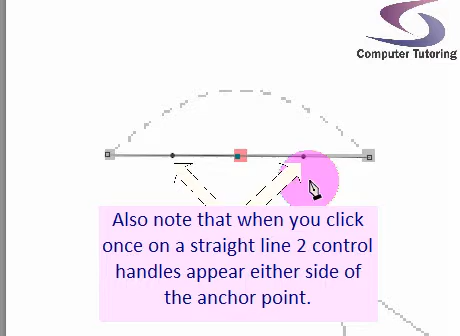 Computer Tutoring
Also note that when you click
once on a straight line 2 control
handles appear either side of
the anchor point.